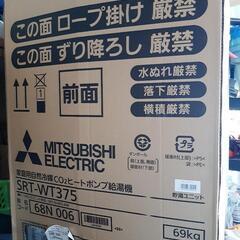 この面 ロープ掛け 厳禁
この面 ずり降ろし 厳禁
水ぬれ厳禁
落下厳禁
横積厳禁
前面
MITSUBISHI
ELECTRIC
家庭用自然冷媒CO₂ヒートポンプ給湯機
SRT-WT375
貯湯ユニット
68N 006
69kg